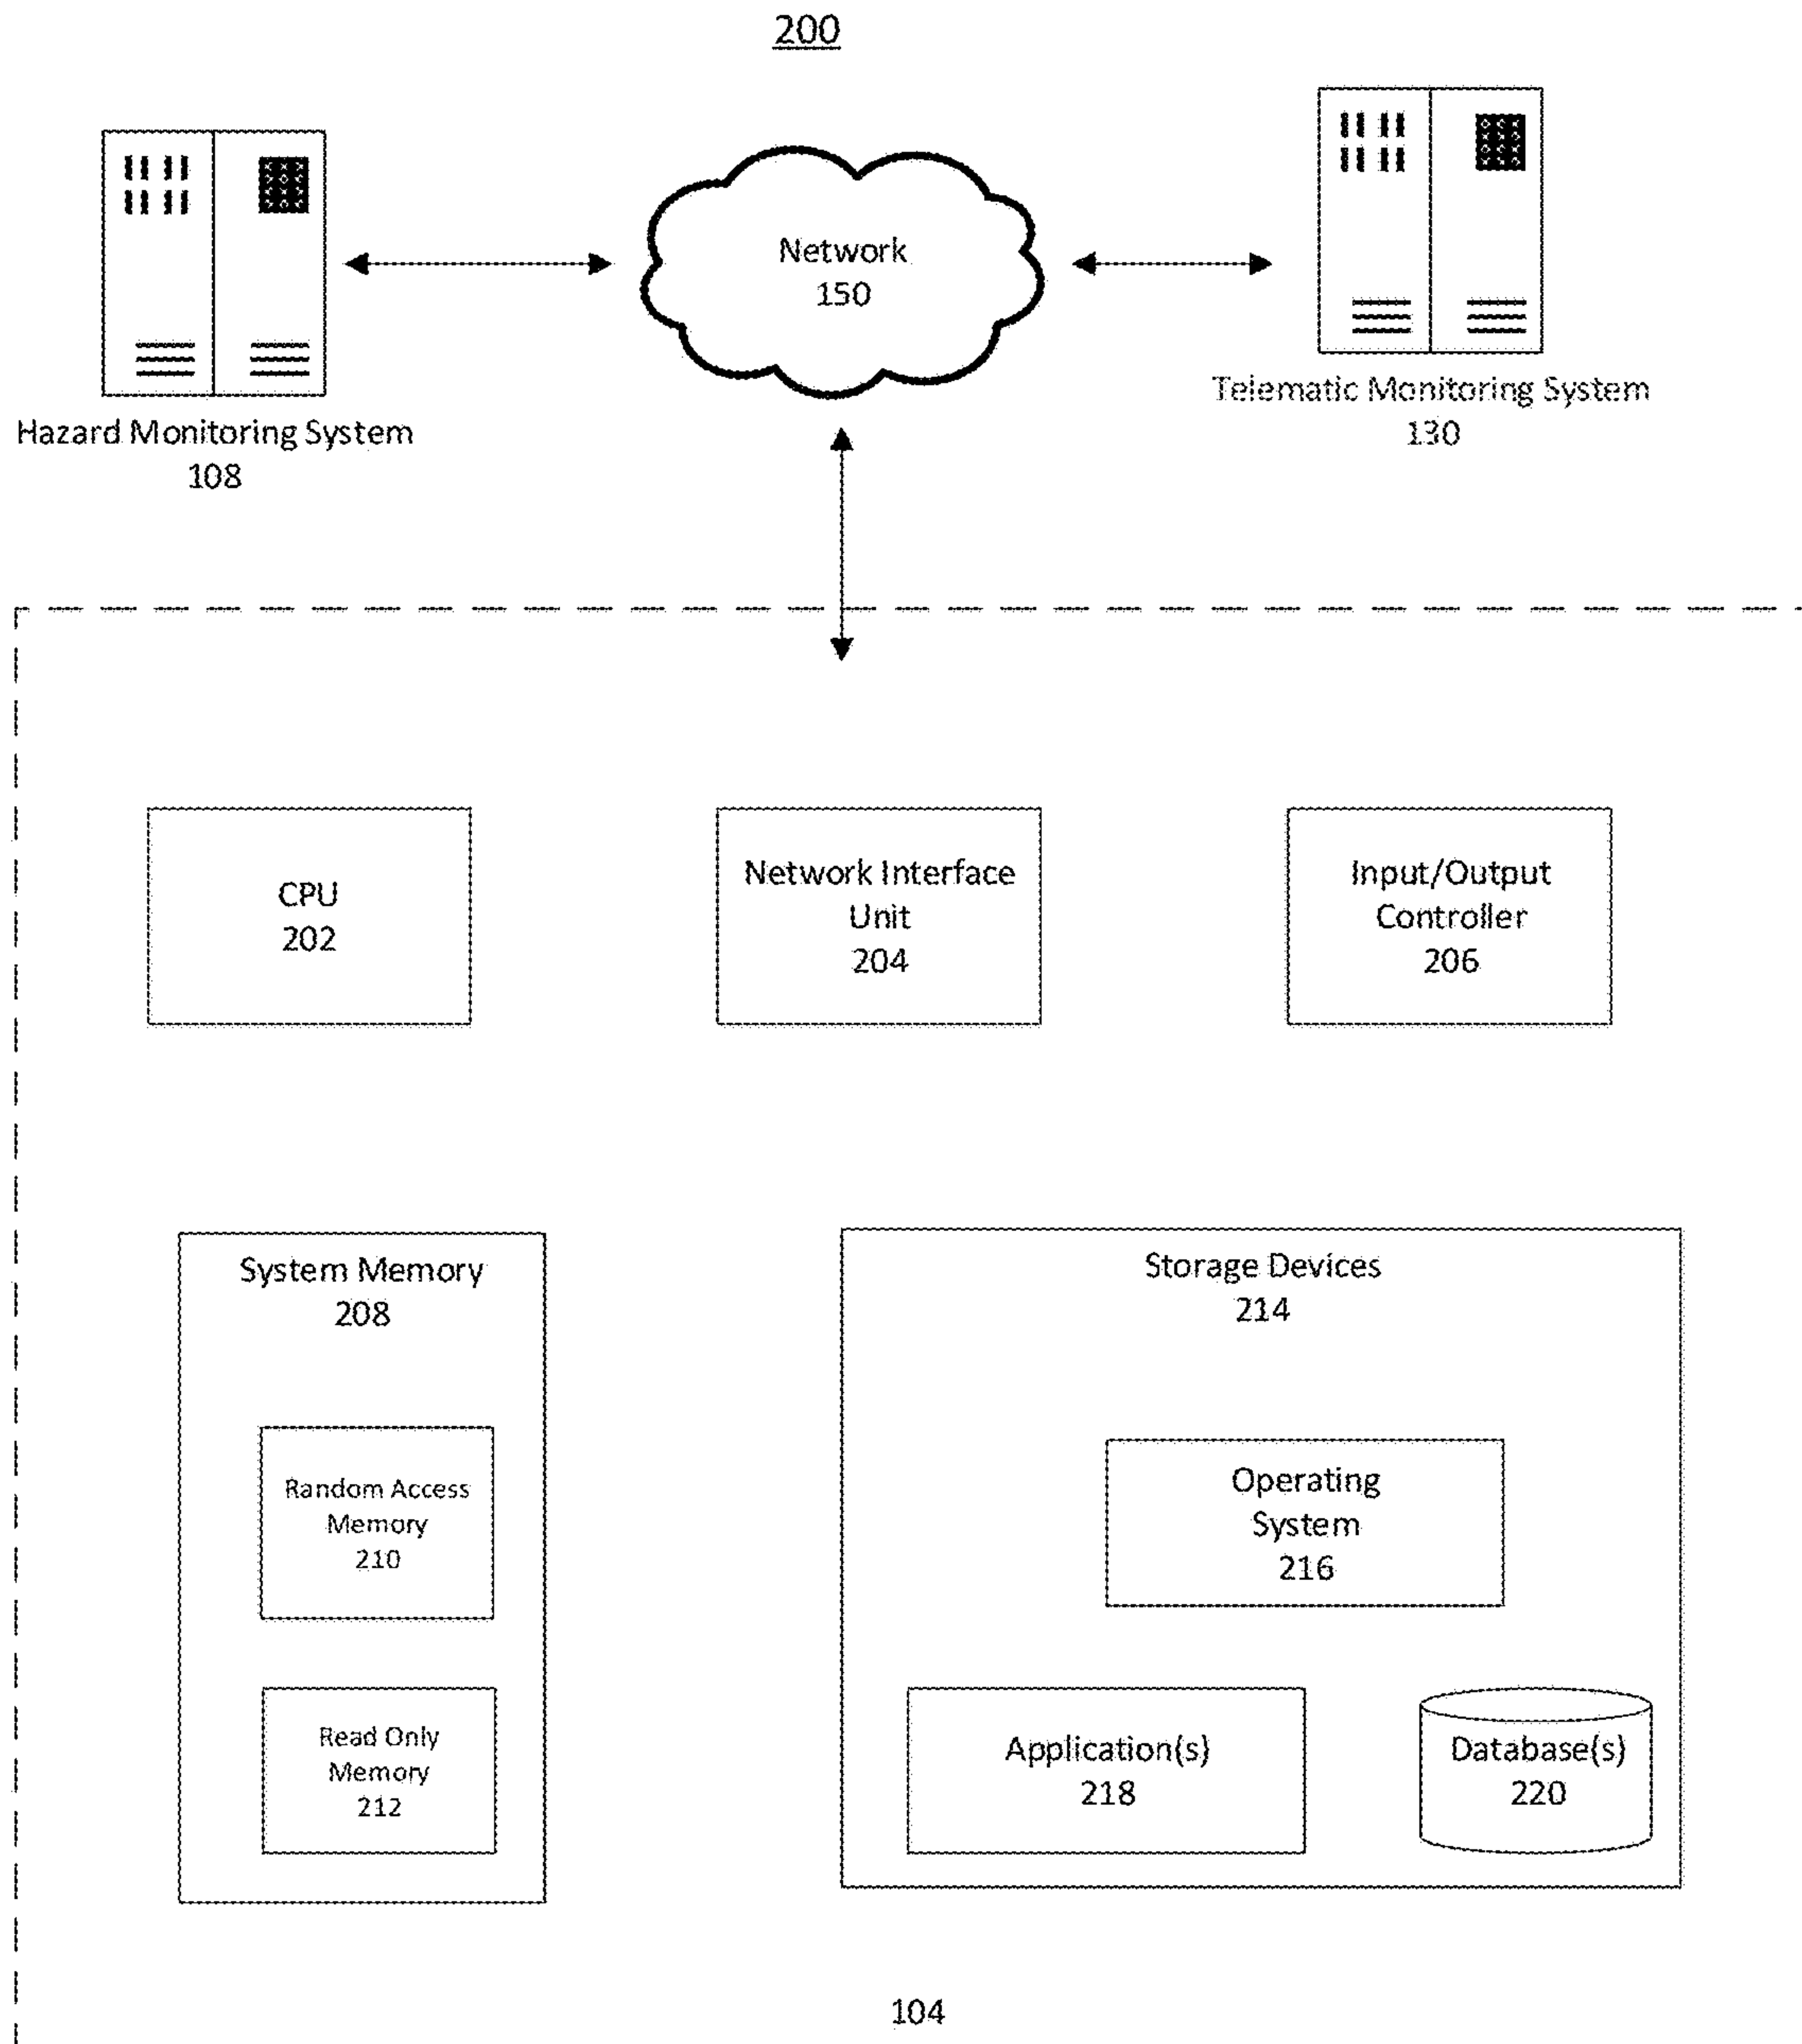 200
Network
150
Hazard Monitoring System
108
Telematic Monitoring System
130
CPU
202
Network Interface
Unit
204
Input/Output
Controller
206
System Memory
208
Random Access
Memory
210
Read Only
Memory
212
Storage Devices
214
Operating
System
216
Application(s)
218
Database(s)
220
104